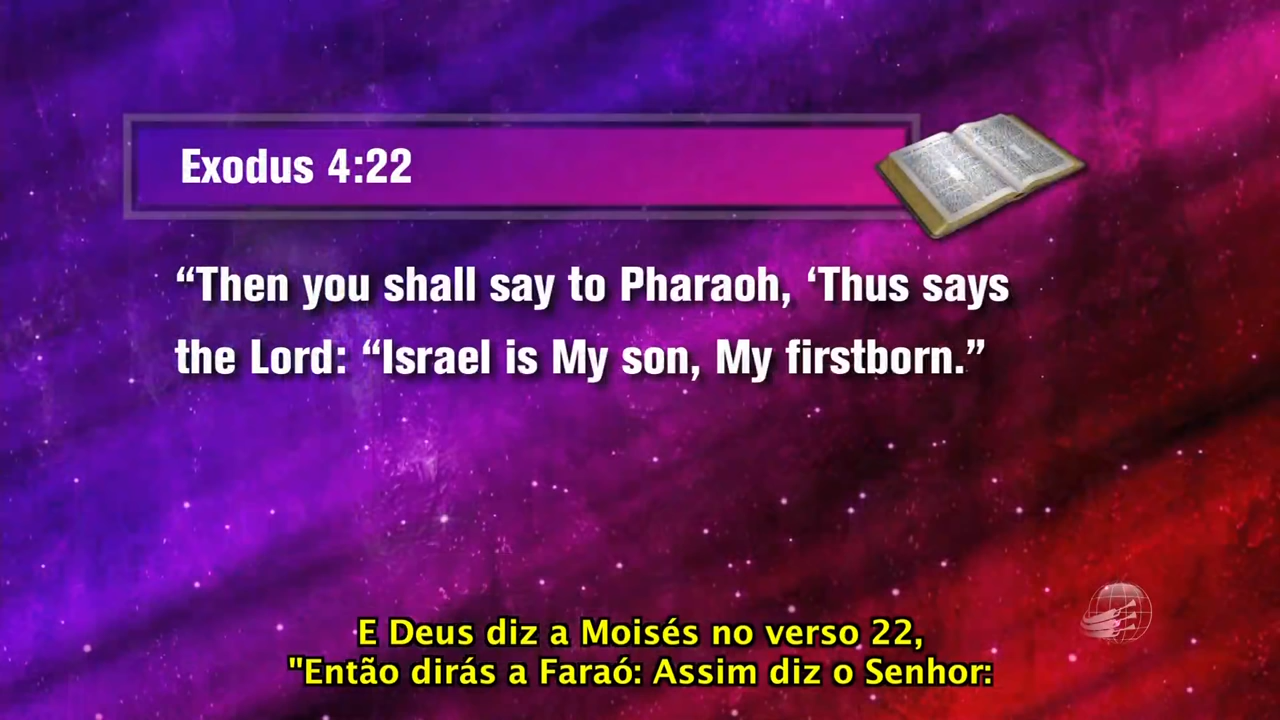 Exodus 4:22
“Then you shall say to Pharaoh, ‘Thus says
the Lord: “Israel is My son, My firstborn.”
E Deus diz a Moisés no verso 22,
"Então dirás a Faraó: Assim diz o Senhor: